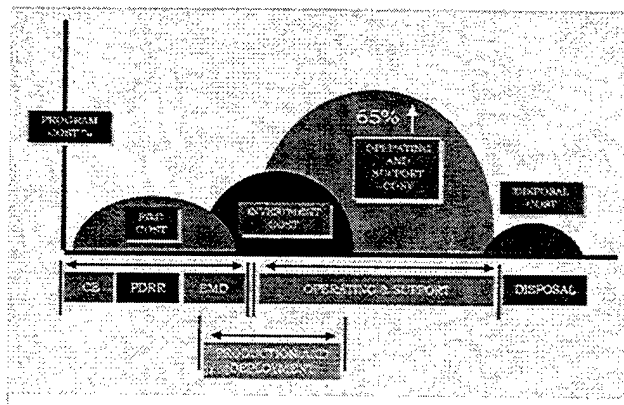 65%
PROGRAM
COST %
OPERATING
AND
SUPPORT
COST
DISPOSAL
COST
R&D
COST
INVESTMENT
COST
CE
PDRR
EMD
OPERATING & SUPPORT
DISPOSAL
PRODUCTION AND
DEPLOYMENT